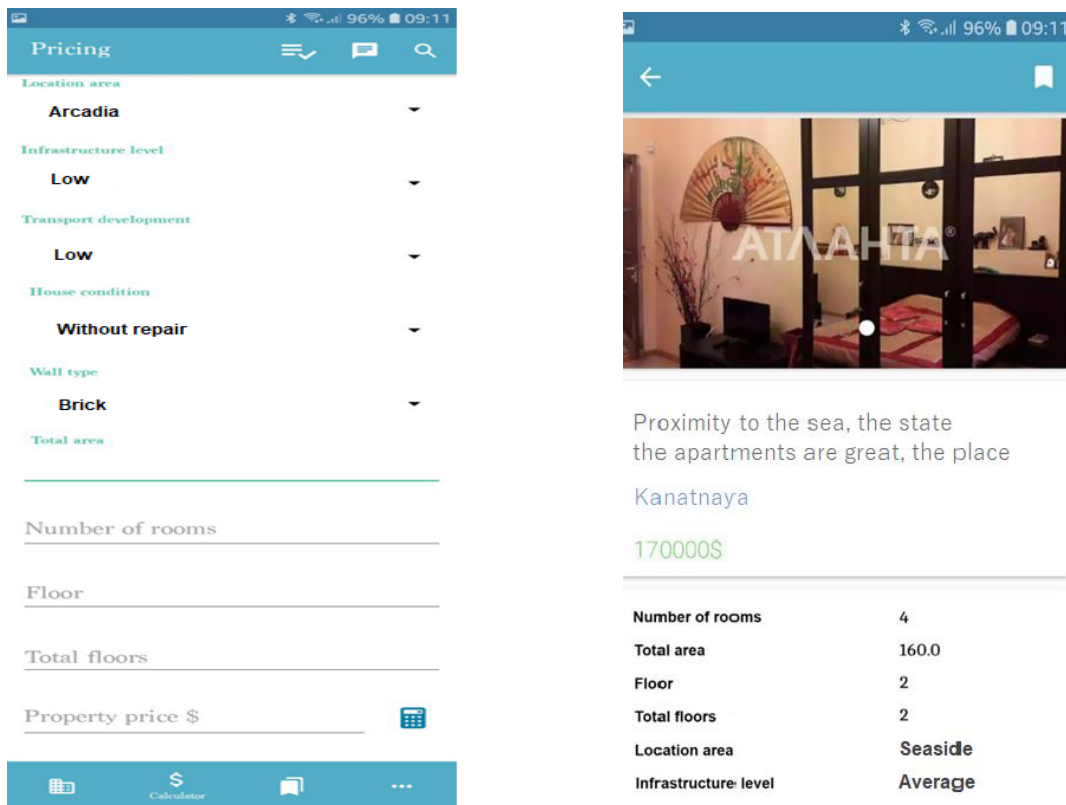 96% 09:11
Pricing
Location area
Arcadia
Infrastructure level
Low
Transport development
Low
House condition
Without repair
Wall type
Brick
Total area
Number of rooms
Floor
Total floors
Property price $
$
Calculator
96% 09:11
АТЛАНТА®
Proximity to the sea, the state
the apartments are great, the place
Kanatnaya
170000$
Number of rooms 4
Total area 160.0
Floor 2
Total floors 2
Location area Seaside
Infrastructure level Average